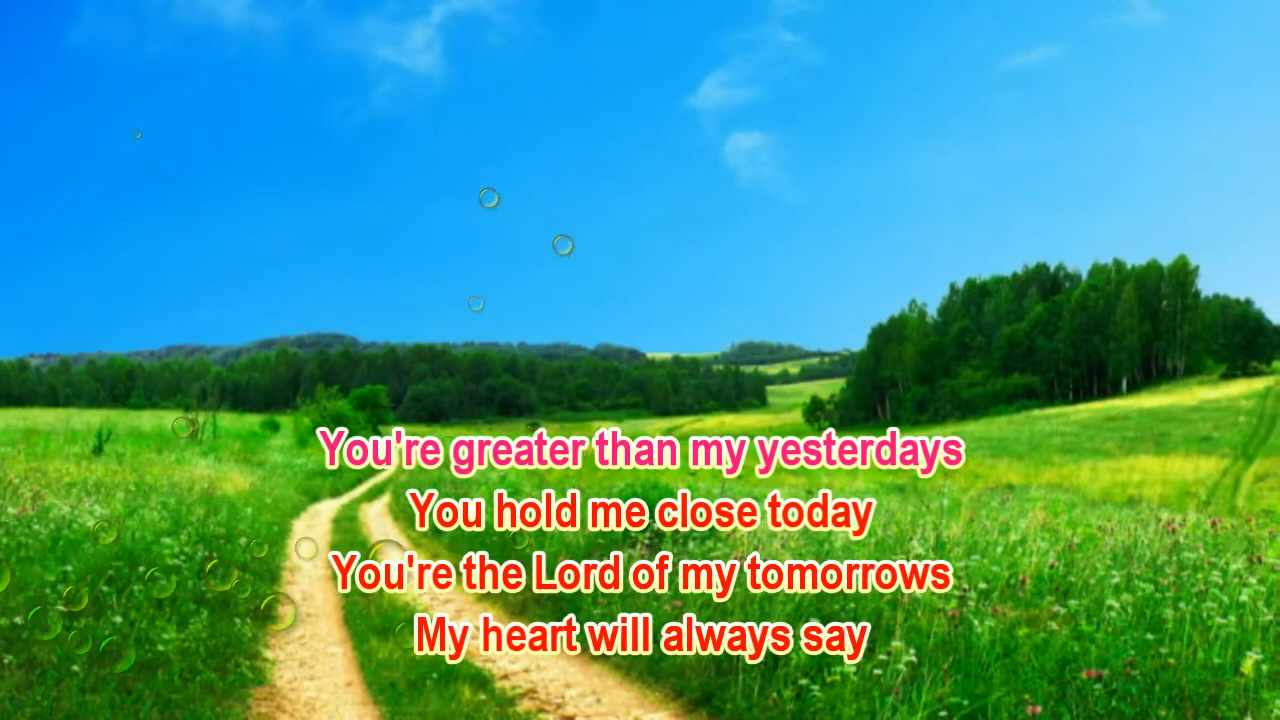 You're greater than my yesterdays
You hold me close today
You're the Lord of my tomorrows
My heart will always say